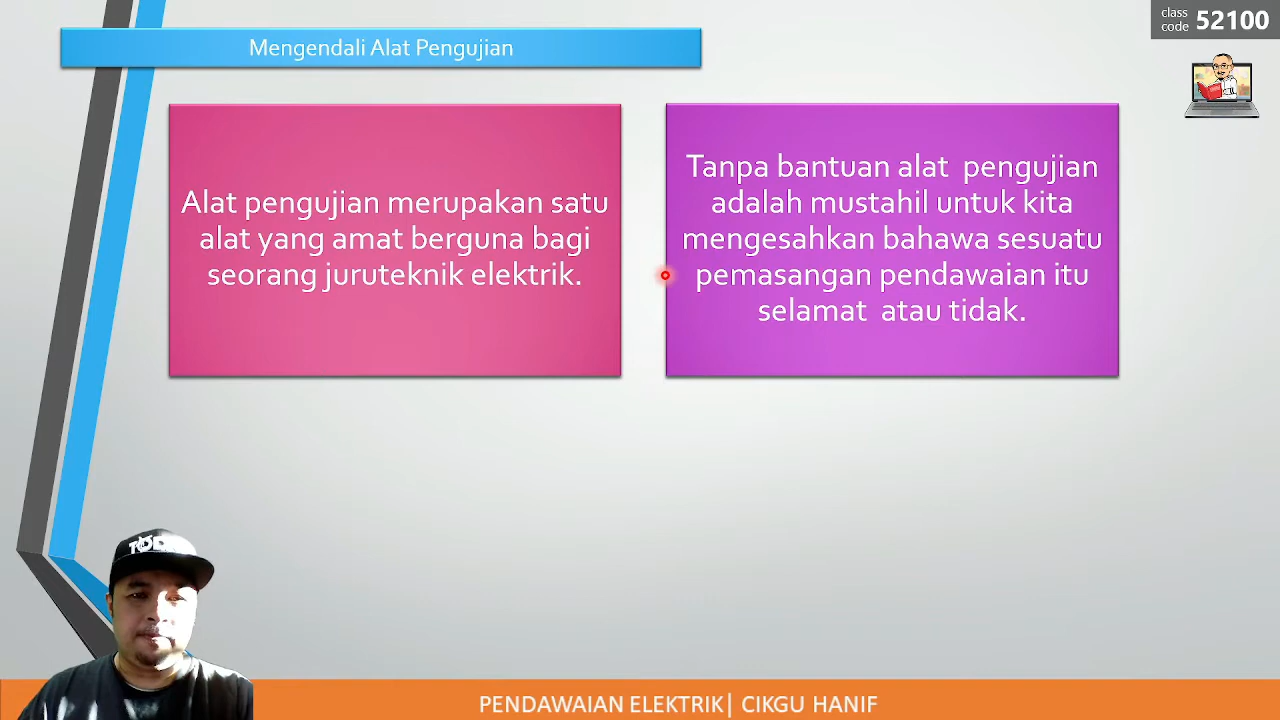 class
code 52100
Mengendali Alat Pengujian
Alat pengujian merupakan satu
alat yang amat berguna bagi
seorang juruteknik elektrik.
Tanpa bantuan alat pengujian
adalah mustahil untuk kita
mengesahkan bahawa sesuatu
pemasangan pendawaian itu
selamat atau tidak.
PENDAWAIAN ELEKTRIK| CIKGU HANIF